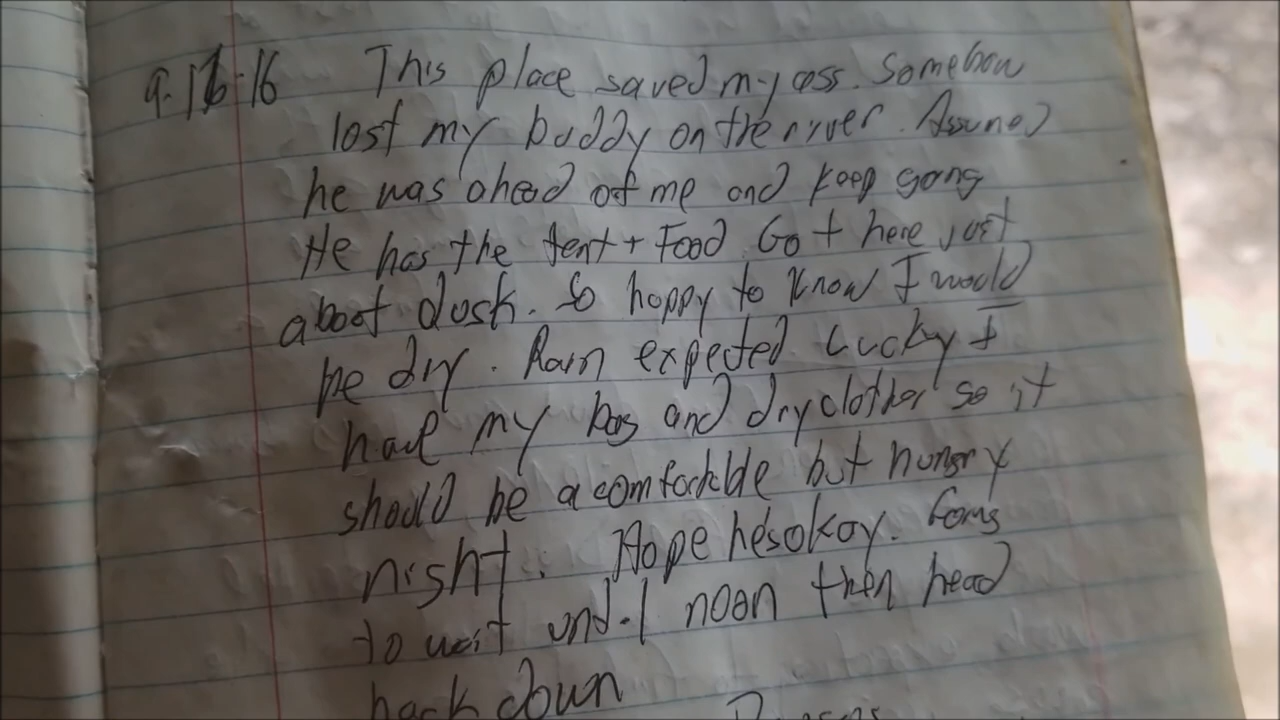 9.16.16 This place saved my ass. Somehow
lost my buddy on the river. Assumed
he was ahead of me and keep going
He has the tent + Food. Got here just
about dusk. So happy to know I would
be dry. Rain expected. Lucky I
had my bag and dry clothes so it
should be a comfortable but hungry
night. Hope he's okay. Going
to wait until noon then head
back down